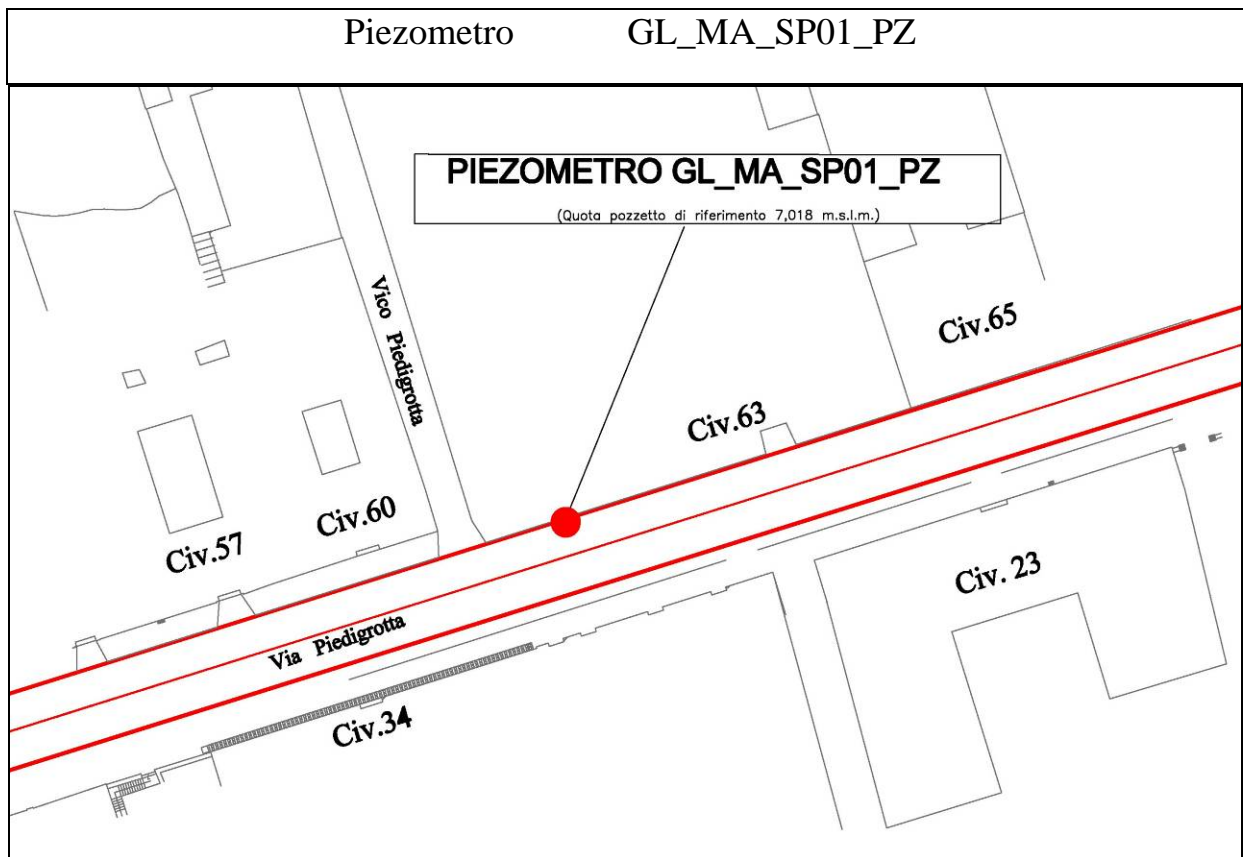 Piezometro GL_MA_SP01_PZ
PIEZOMETRO GL_MA_SP01_PZ
(Quota pozzetto di riferimento 7,018 m.s.l.m.)
Vico Piedigrotta
Civ.65
Civ.63
Civ.60
Civ.57
Civ. 23
Via Piedigrotta
Civ.34